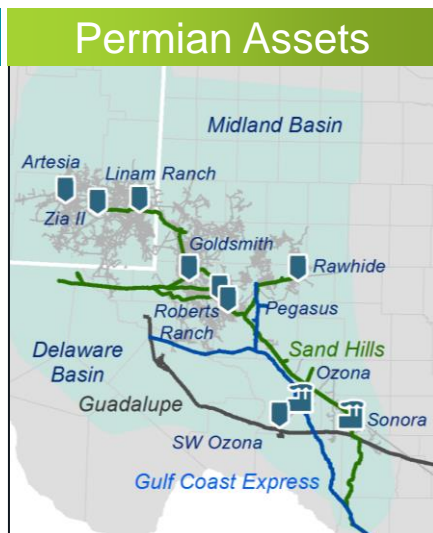 Permian Assets
Midland Basin
Artesia
Linam Ranch
Zia II
Goldsmith
Rawhide
Roberts
Ranch
Pegasus
Sand Hills
Delaware
Basin
Ozona
Guadalupe
Sonora
SW Ozona
Gulf Coast Express